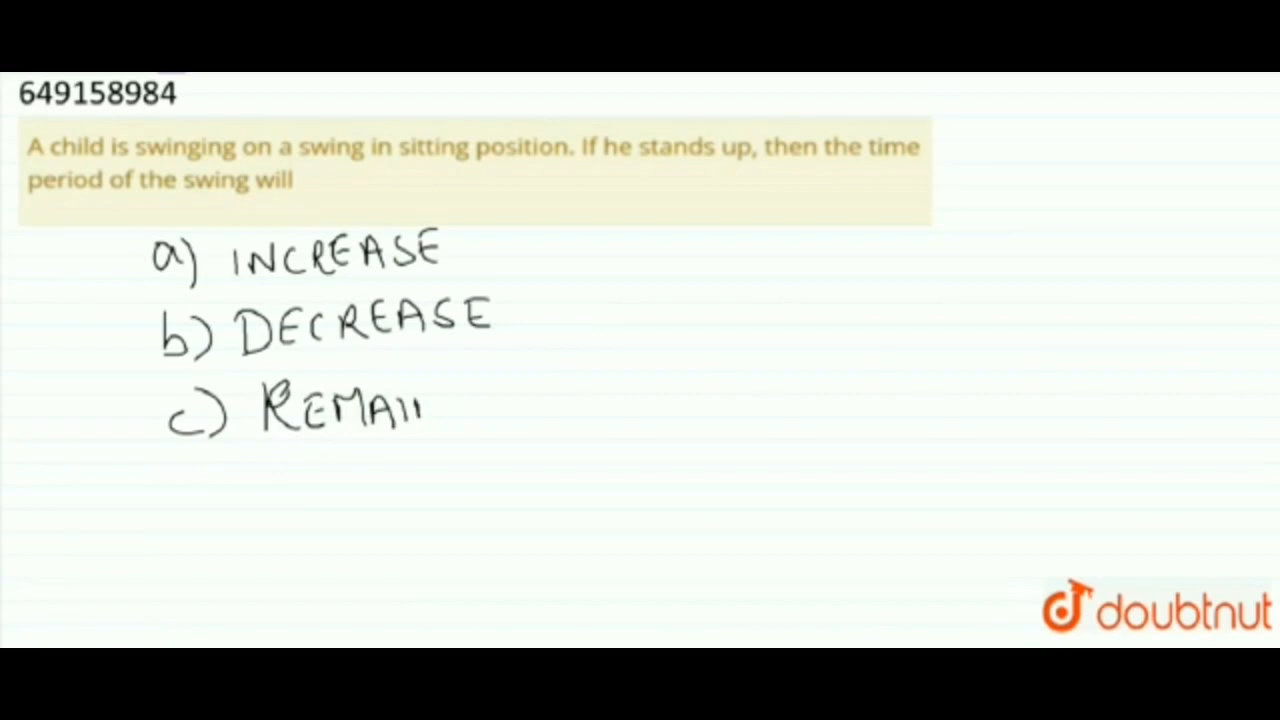 649158984
A child is swinging on a swing in sitting position. If he stands up, then the time
period of the swing will
a) INCREASE
b) DECREASE
c) REMAI
doubtnut